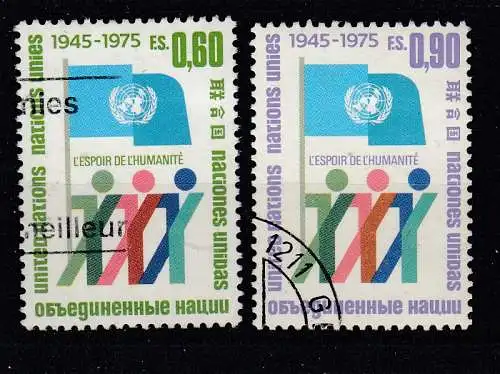 1945-1975 F.S. 0,60
united nations nations unies
L'ESPOIR DE L'HUMANITÉ
联合国 naciones unidas
объединенные нации
nies
meilleur
1945-1975 F.S. 0,90
united nations nations unies
L'ESPOIR DE L'HUMANITÉ
联合国 naciones unidas
объединенные нации
1211 G